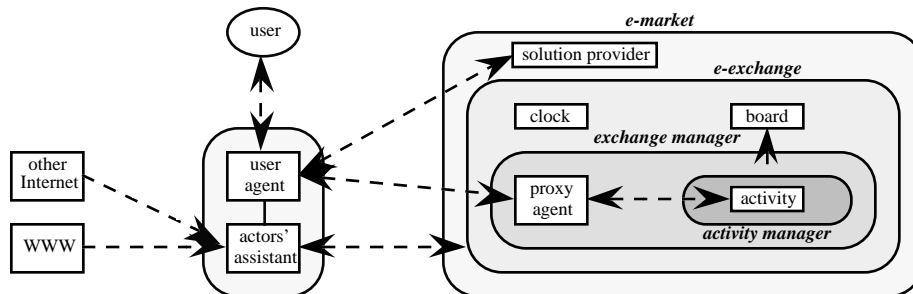 e-market
user
solution provider
e-exchange
clock
board
exchange manager
other
Internet
user
agent
proxy
agent
activity
WWW
actors'
assistant
activity manager